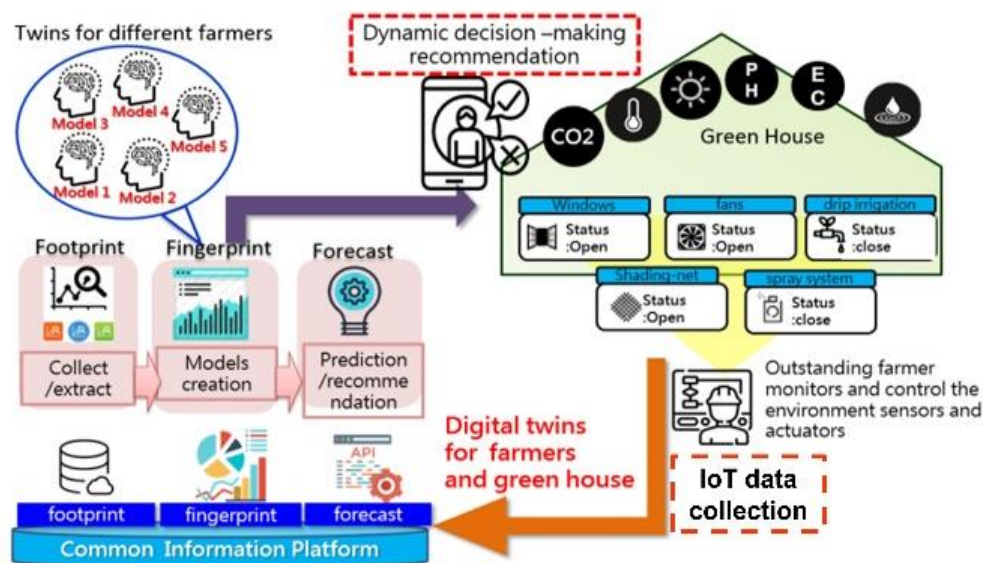 Twins for different farmers
Model 3
Model 4
Model 5
Model 1
Model 2
Dynamic decision –making
recommendation
CO2
P
H
E
C
Green House
Windows
Status
:Open
fans
Status
:Open
drip irrigation
Status
:close
Shading-net
Status
:Open
spray system
Status
:close
Footprint
Fingerprint
Forecast
Collect
/extract
Models
creation
Prediction
/recomme
ndation
Outstanding farmer
monitors and control the
environment sensors and
actuators
Digital twins
for farmers
and green house
IoT data
collection
API
footprint
fingerprint
forecast
Common Information Platform